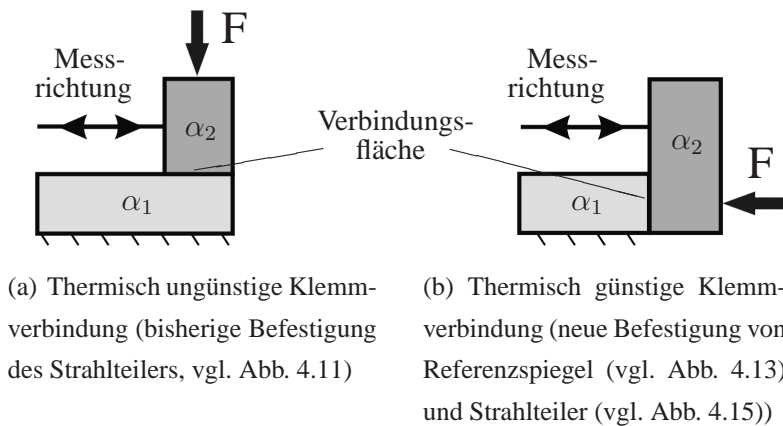 F
Mess-
richtung
α2
α1
Verbindungs-
fläche
Mess-
richtung
α2
α1
F
(a) Thermisch ungünstige Klemm-
verbindung (bisherige Befestigung
des Strahlteilers, vgl. Abb. 4.11)
(b) Thermisch günstige Klemm-
verbindung (neue Befestigung von
Referenzspiegel (vgl. Abb. 4.13)
und Strahlteiler (vgl. Abb. 4.15))